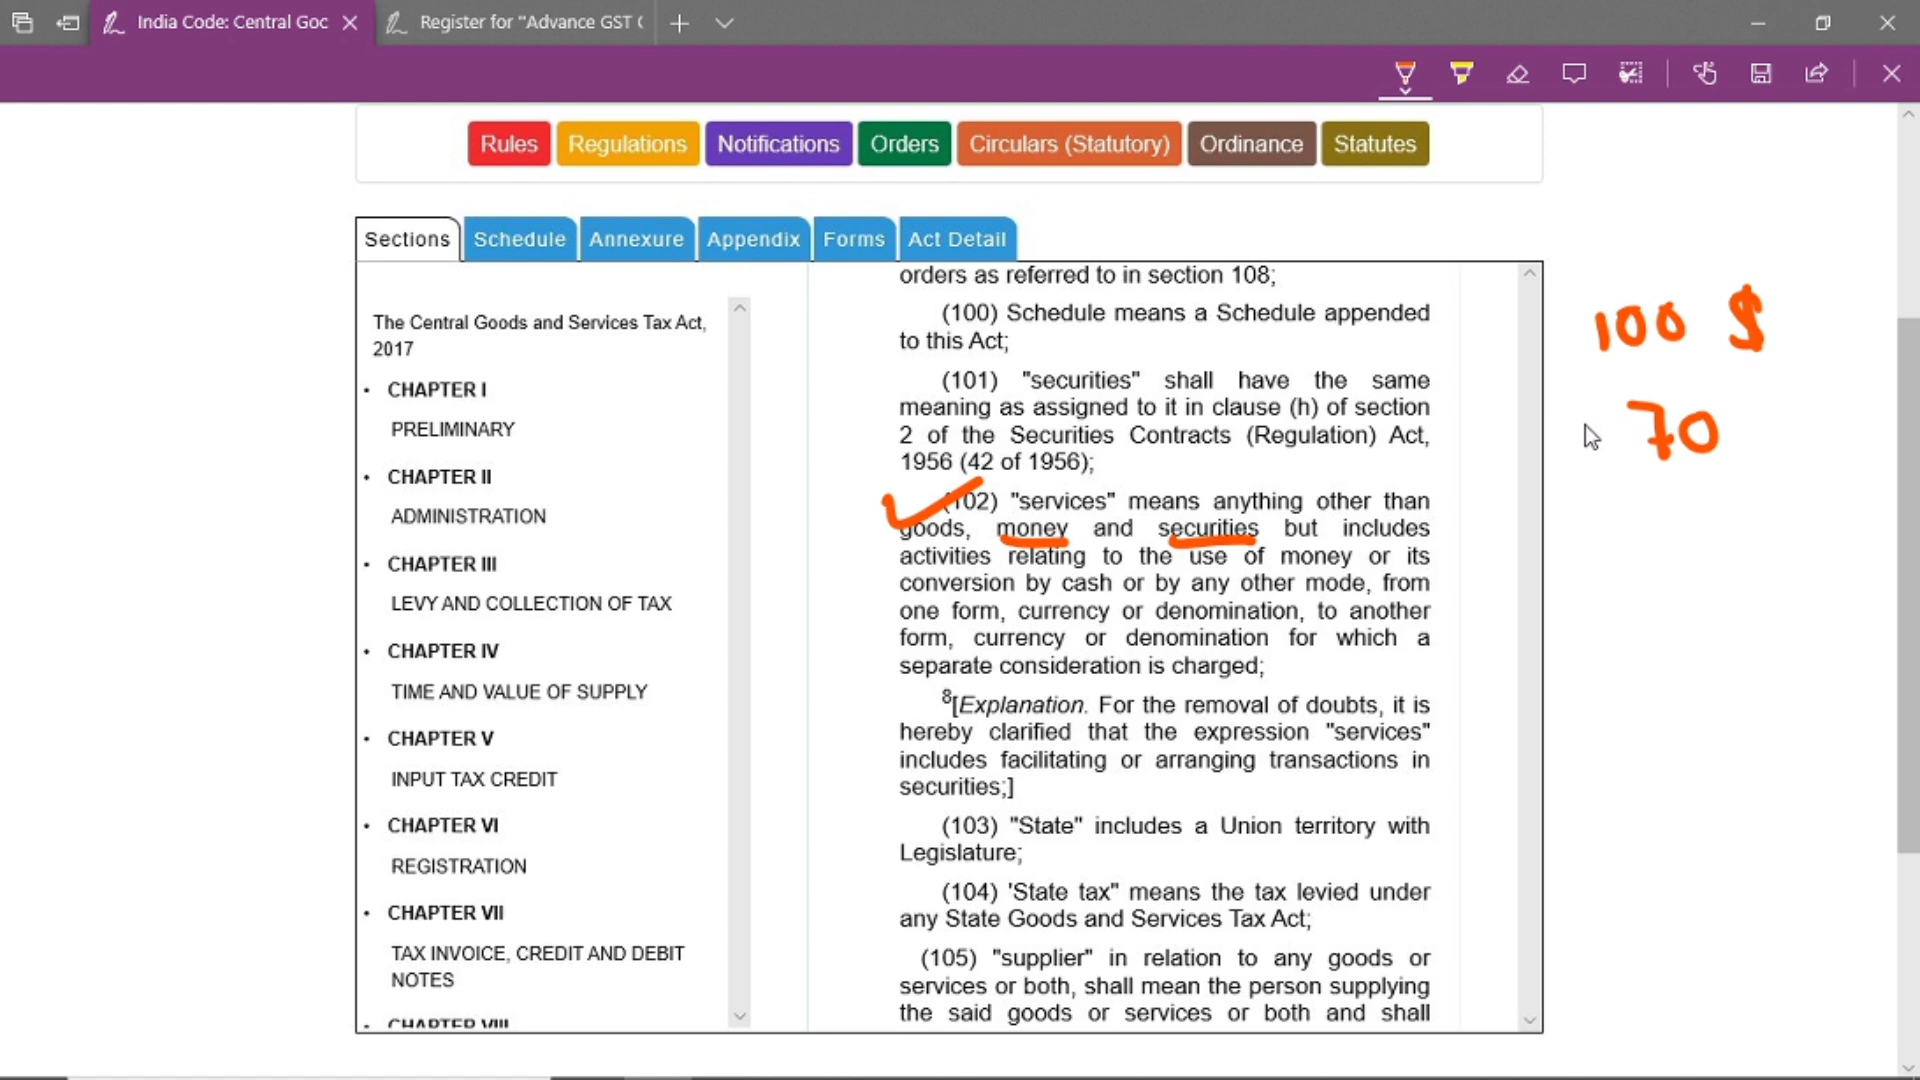 India Code: Central Goc
Register for "Advance GST C
Rules Regulations Notifications Orders Circulars (Statutory) Ordinance Statutes
Sections Schedule Annexure Appendix Forms Act Detail
The Central Goods and Services Tax Act,
2017
• CHAPTER I
PRELIMINARY
• CHAPTER II
ADMINISTRATION
• CHAPTER III
LEVY AND COLLECTION OF TAX
• CHAPTER IV
TIME AND VALUE OF SUPPLY
• CHAPTER V
INPUT TAX CREDIT
• CHAPTER VI
REGISTRATION
• CHAPTER VII
TAX INVOICE, CREDIT AND DEBIT
NOTES
• CHAPTER VIII
orders as referred to in section 108;
(100) Schedule means a Schedule appended
to this Act;
(101) "securities" shall have the same
meaning as assigned to it in clause (h) of section
2 of the Securities Contracts (Regulation) Act,
1956 (42 of 1956);
(102) "services" means anything other than
goods, money and securities but includes
activities relating to the use of money or its
conversion by cash or by any other mode, from
one form, currency or denomination, to another
form, currency or denomination for which a
separate consideration is charged;
8[Explanation. For the removal of doubts, it is
hereby clarified that the expression "services"
includes facilitating or arranging transactions in
securities;]
(103) "State" includes a Union territory with
Legislature;
(104) 'State tax" means the tax levied under
any State Goods and Services Tax Act;
(105) "supplier" in relation to any goods or
services or both, shall mean the person supplying
the said goods or services or both and shall
100 $
70